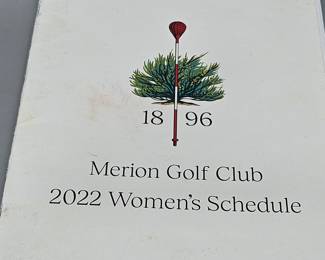 18 96
Merion Golf Club
2022 Women's Schedule